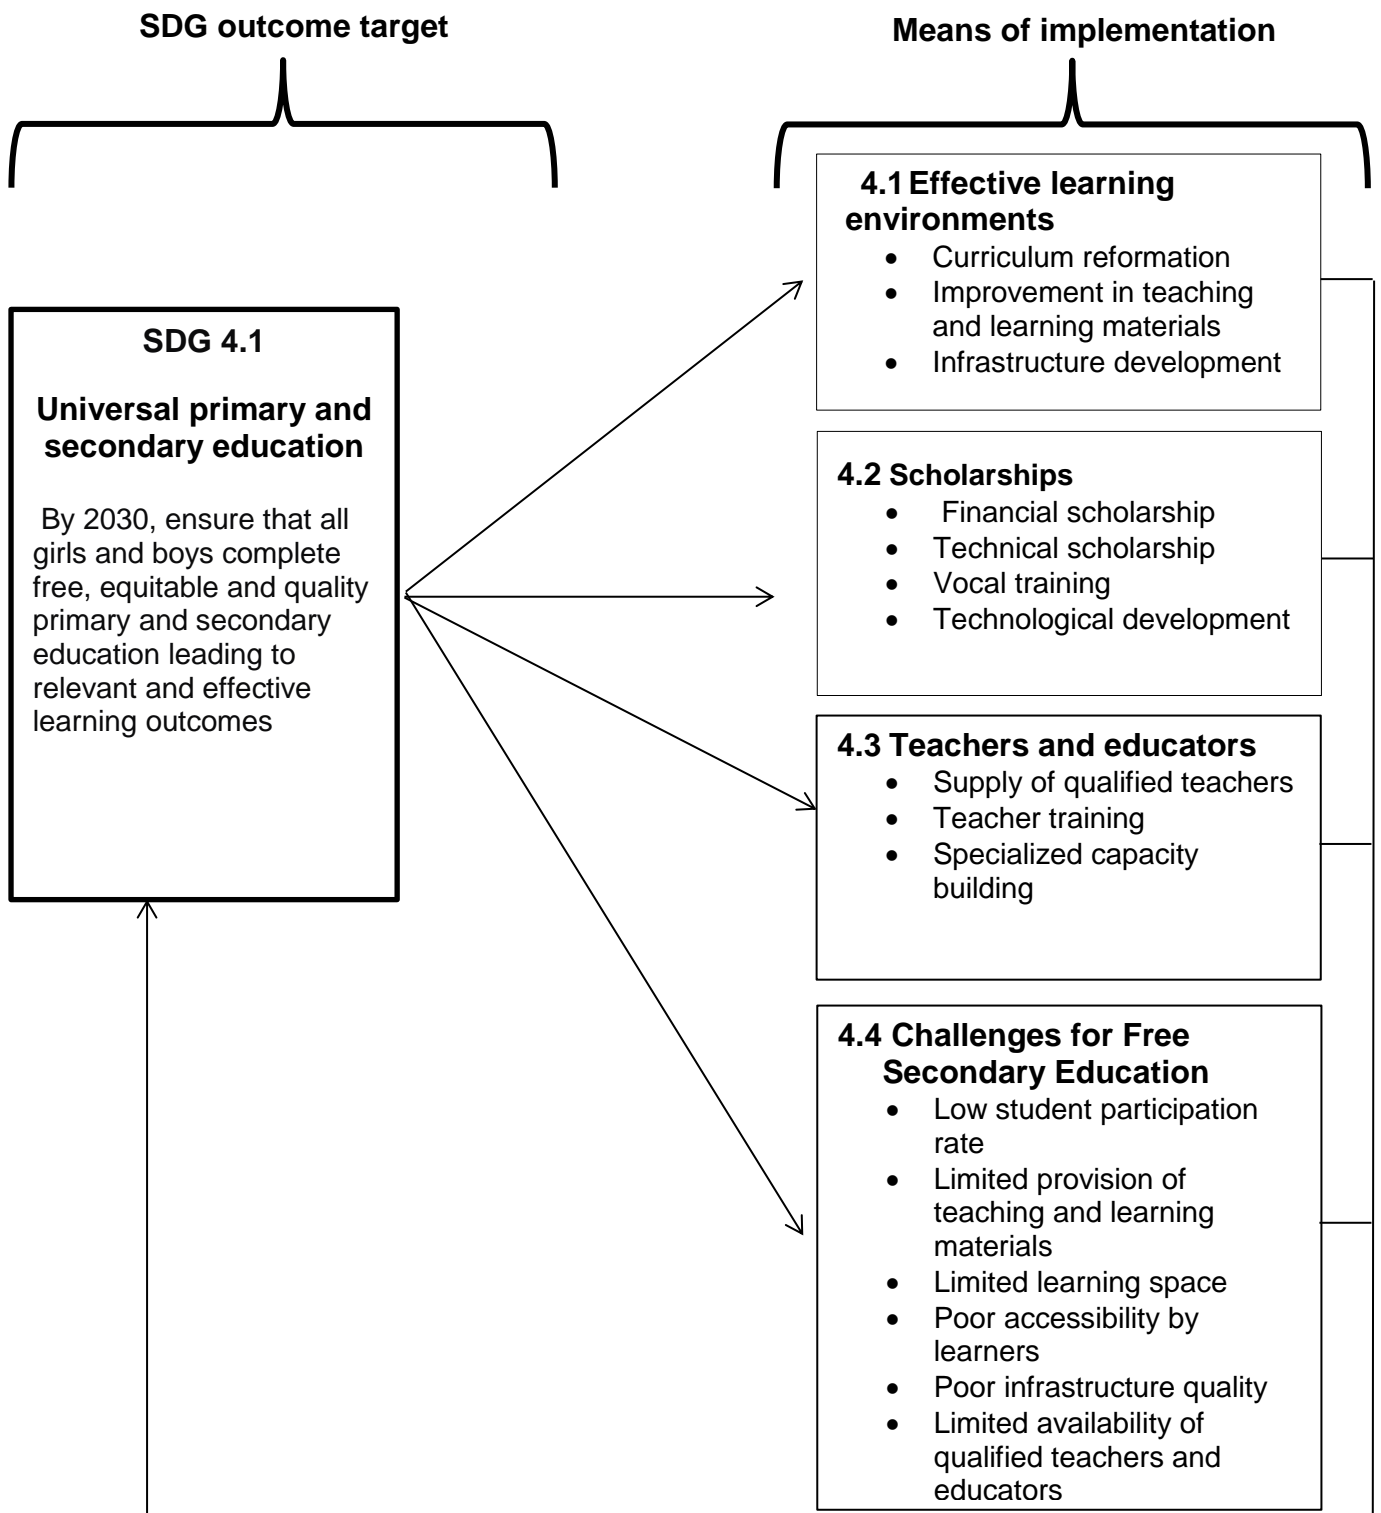 SDG outcome target
Means of implementation
SDG 4.1
Universal primary and
secondary education
By 2030, ensure that all
girls and boys complete
free, equitable and quality
primary and secondary
education leading to
relevant and effective
learning outcomes
4.1 Effective learning
environments
• Curriculum reformation
• Improvement in teaching
and learning materials
• Infrastructure development
4.2 Scholarships
• Financial scholarship
• Technical scholarship
• Vocal training
• Technological development
4.3 Teachers and educators
• Supply of qualified teachers
• Teacher training
• Specialized capacity
building
4.4 Challenges for Free
Secondary Education
• Low student participation
rate
• Limited provision of
teaching and learning
materials
• Limited learning space
• Poor accessibility by
learners
• Poor infrastructure quality
• Limited availability of
qualified teachers and
educators